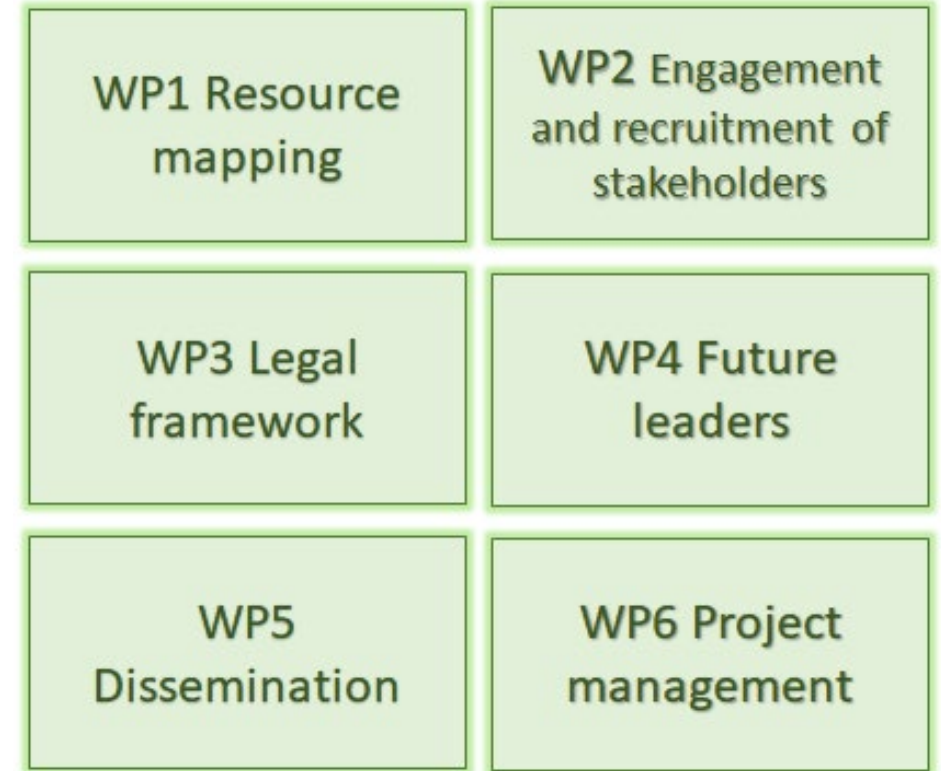 WP1 Resource
mapping
WP2 Engagement
and recruitment of
stakeholders
WP3 Legal
framework
WP4 Future
leaders
WP5
Dissemination
WP6 Project
management